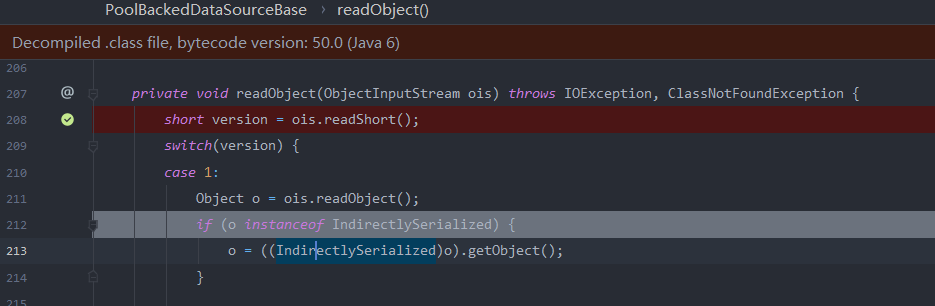 PoolBackedDataSourceBase › readObject()
Decompiled .class file, bytecode version: 50.0 (Java 6)
206
207 @ private void readObject(ObjectInputStream ois) throws IOException, ClassNotFoundException {
208 short version = ois.readShort();
209 switch(version) {
210 case 1:
211 Object o = ois.readObject();
212 if (o instanceof IndirectlySerialized) {
213 o = ((IndirectlySerialized)o).getObject();
214 }
215